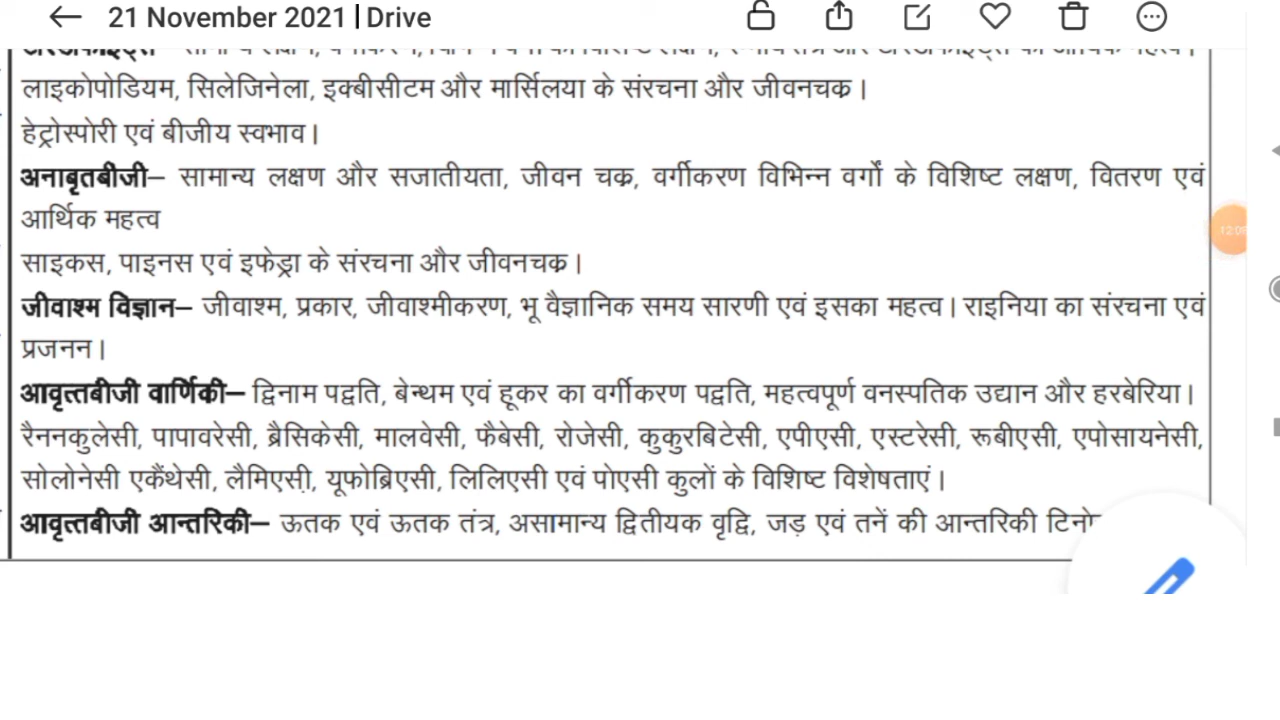 21 November 2021 | Drive
लाइकोपोडियम, सिलेजिनेला, इक्बीसीटम और मार्सिलया के संरचना और जीवनचक्र।
हेट्रोस्पोरी एवं बीजीय स्वभाव।
अनाबृतबीजी– सामान्य लक्षण और सजातीयता, जीवन चक्र, वर्गीकरण विभिन्न वर्गों के विशिष्ट लक्षण, वितरण एवं
आर्थिक महत्व
साइकस, पाइनस एवं इफेड्रा के संरचना और जीवनचक्र।
जीवाश्म विज्ञान– जीवाश्म, प्रकार, जीवाश्मीकरण, भू वैज्ञानिक समय सारणी एवं इसका महत्व। राइनिया का संरचना एवं
प्रजनन।
आवृत्तबीजी वार्णिकी– द्विनाम पद्वति, बेन्थम एवं हूकर का वर्गीकरण पद्वति, महत्वपूर्ण वनस्पतिक उद्यान और हरबेरिया।
रैननकुलेसी, पापावरेसी, ब्रैसिकेसी, मालवेसी, फैबेसी, रोजेसी, कुकुरबिटेसी, एपीएसी, एस्टरेसी, रूबीएसी, एपोसायनेसी,
सोलोनेसी एकैंथेसी, लैमिएसी, यूफोब्रिएसी, लिलिएसी एवं पोएसी कुलों के विशिष्ट विशेषताएं।
आवृत्तबीजी आन्तरिकी– ऊतक एवं ऊतक तंत्र, असामान्य द्वितीयक वृद्वि, जड़ एवं तनें की आन्तरिकी